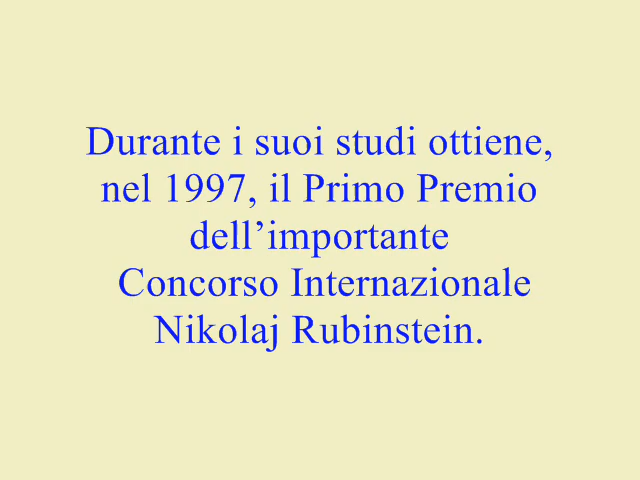 Durante i suoi studi ottiene,
nel 1997, il Primo Premio
dell’importante
Concorso Internazionale
Nikolaj Rubinstein.